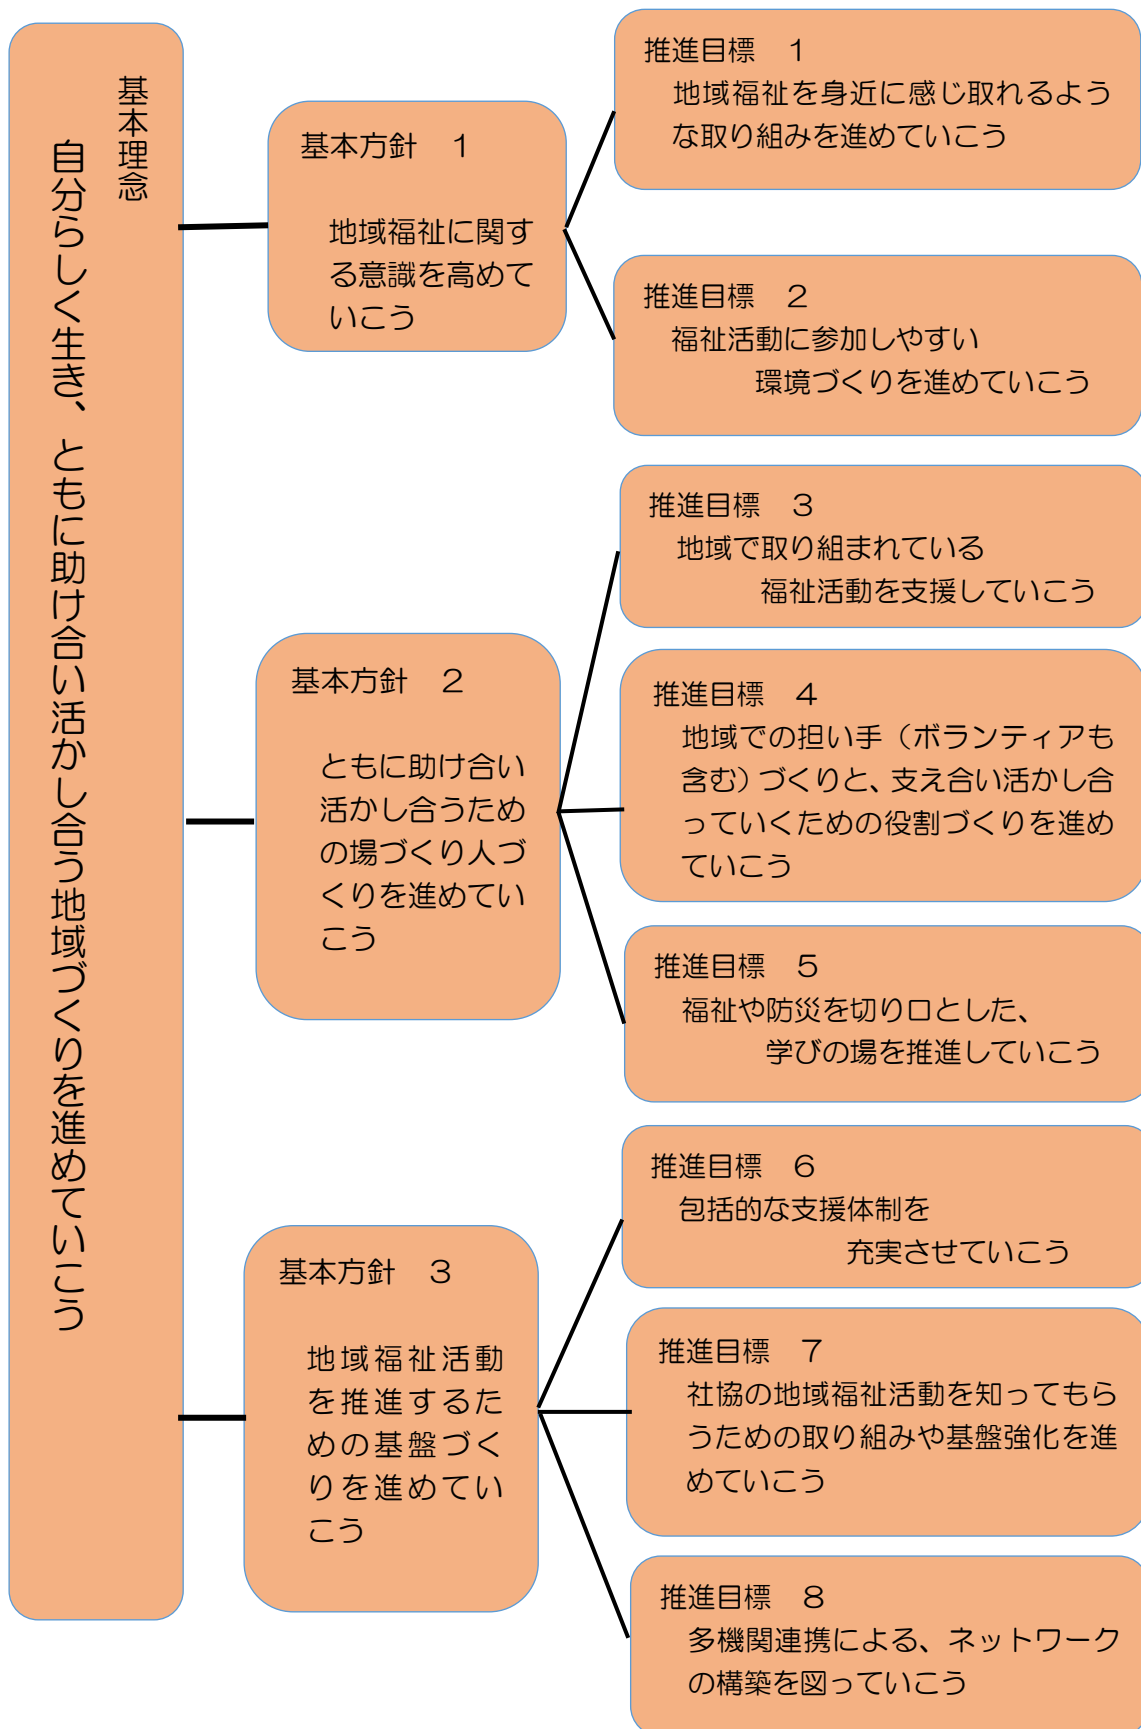 基本理念
自分らしく生き、ともに助け合い活かし合う地域づくりを進めていこう
基本方針　１
地域福祉に関す
る意識を高めて
いこう
推進目標　１
地域福祉を身近に感じ取れるよう
な取り組みを進めていこう
推進目標　２
福祉活動に参加しやすい
環境づくりを進めていこう
基本方針　２
ともに助け合い
活かし合うため
の場づくり人づ
くりを進めてい
こう
推進目標　３
地域で取り組まれている
福祉活動を支援していこう
推進目標　４
地域での担い手（ボランティアも
含む）づくりと、支え合い活かし合
っていくための役割づくりを進め
ていこう
推進目標　５
福祉や防災を切り口とした、
学びの場を推進していこう
基本方針　３
地域福祉活動
を推進するた
めの基盤づく
りを進めてい
こう
推進目標　６
包括的な支援体制を
充実させていこう
推進目標　７
社協の地域福祉活動を知ってもら
うための取り組みや基盤強化を進
めていこう
推進目標　８
多機関連携による、ネットワーク
の構築を図っていこう